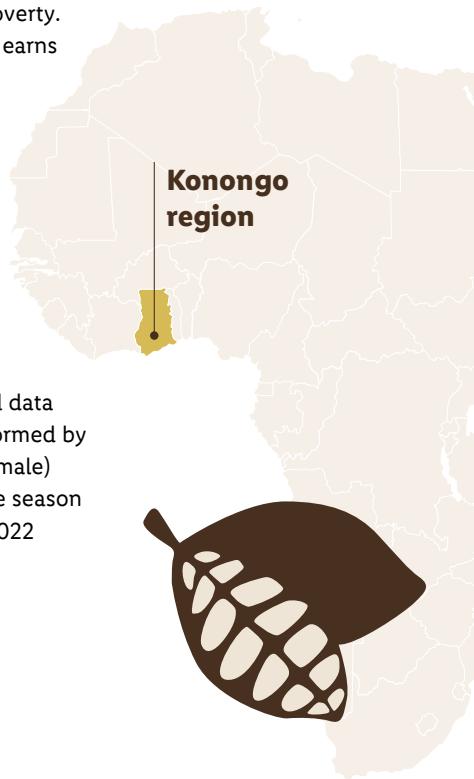 overty.
earns
Konongo
region
data
ormed by
male)
e season
022